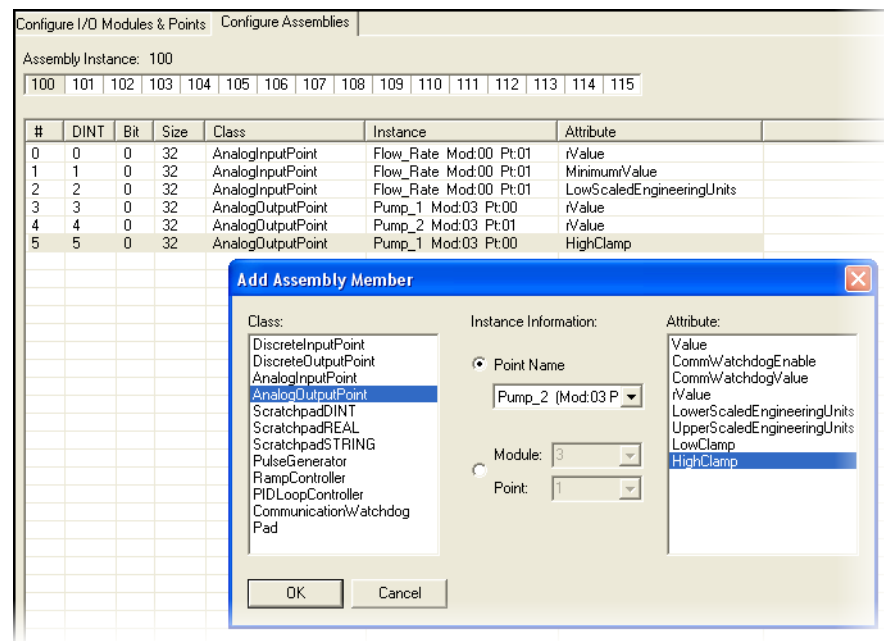 Configure I/O Modules & Points Configure Assemblies
Assembly Instance: 100
100 101 102 103 104 105 106 107 108 109 110 111 112 113 114 115
# DINT Bit Size Class Instance Attribute
0 0 0 32 AnalogInputPoint Flow_Rate Mod:00 Pt:01 rValue
1 1 0 32 AnalogInputPoint Flow_Rate Mod:00 Pt:01 MinimumrValue
2 2 0 32 AnalogInputPoint Flow_Rate Mod:00 Pt:01 LowScaledEngineeringUnits
3 3 0 32 AnalogOutputPoint Pump_1 Mod:03 Pt:00 rValue
4 4 0 32 AnalogOutputPoint Pump_2 Mod:03 Pt:01 rValue
5 5 0 32 AnalogOutputPoint Pump_1 Mod:03 Pt:00 HighClamp
Add Assembly Member
Class:
DiscreteInputPoint
DiscreteOutputPoint
AnalogInputPoint
AnalogOutputPoint
ScratchpadDINT
ScratchpadREAL
ScratchpadSTRING
PulseGenerator
RampController
PIDLoopController
CommunicationWatchdog
Pad
Instance Information:
Point Name
Pump_2 (Mod:03 P
Module: 3
Point: 1
Attribute:
Value
CommWatchdogEnable
CommWatchdogValue
rValue
LowerScaledEngineeringUnits
UpperScaledEngineeringUnits
LowClamp
HighClamp
OK Cancel